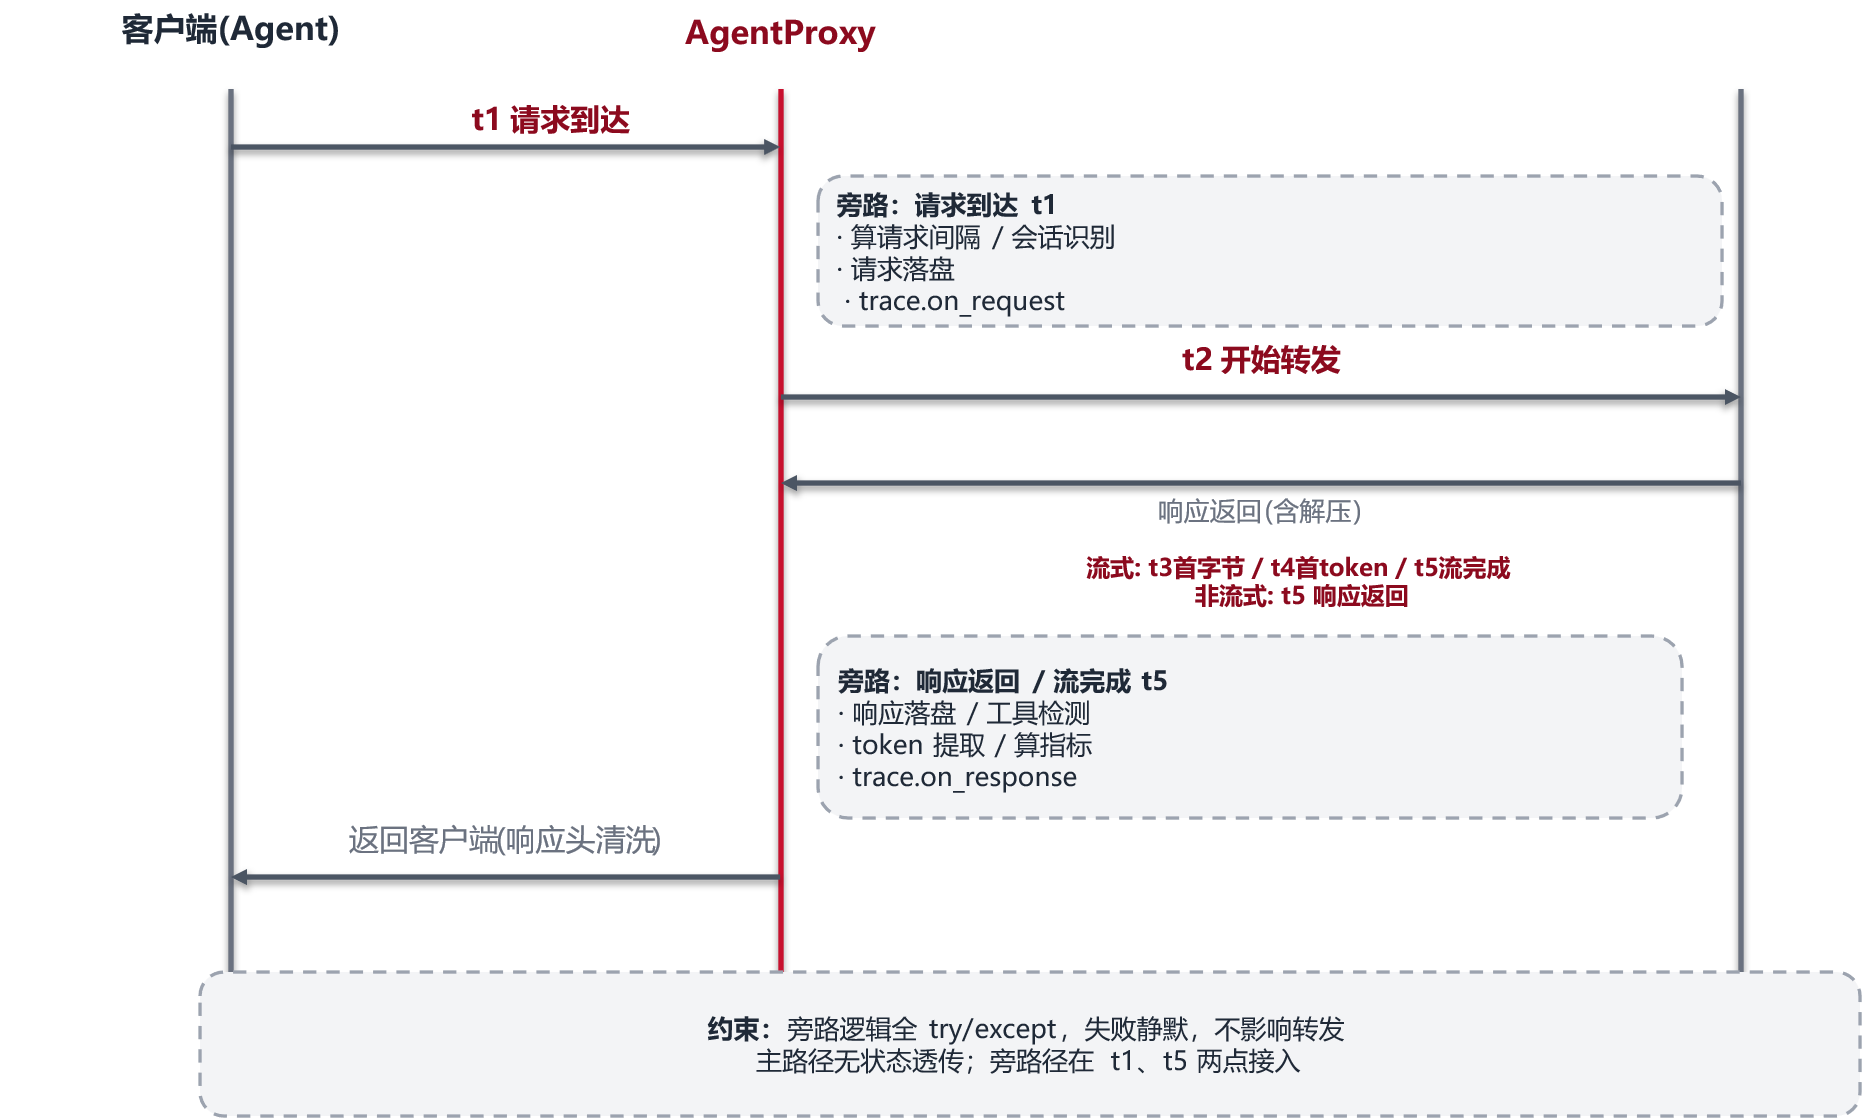 客户端(Agent)
AgentProxy
t1 请求到达
旁路：请求到达 t1
· 算请求间隔 / 会话识别
· 请求落盘
· trace.on_request
t2 开始转发
响应返回(含解压)
流式: t3首字节 / t4首token / t5流完成
非流式: t5 响应返回
旁路：响应返回 / 流完成 t5
· 响应落盘 / 工具检测
· token 提取 / 算指标
· trace.on_response
返回客户端(响应头清洗)
约束：旁路逻辑全 try/except，失败静默，不影响转发
主路径无状态透传；旁路径在 t1、t5 两点接入